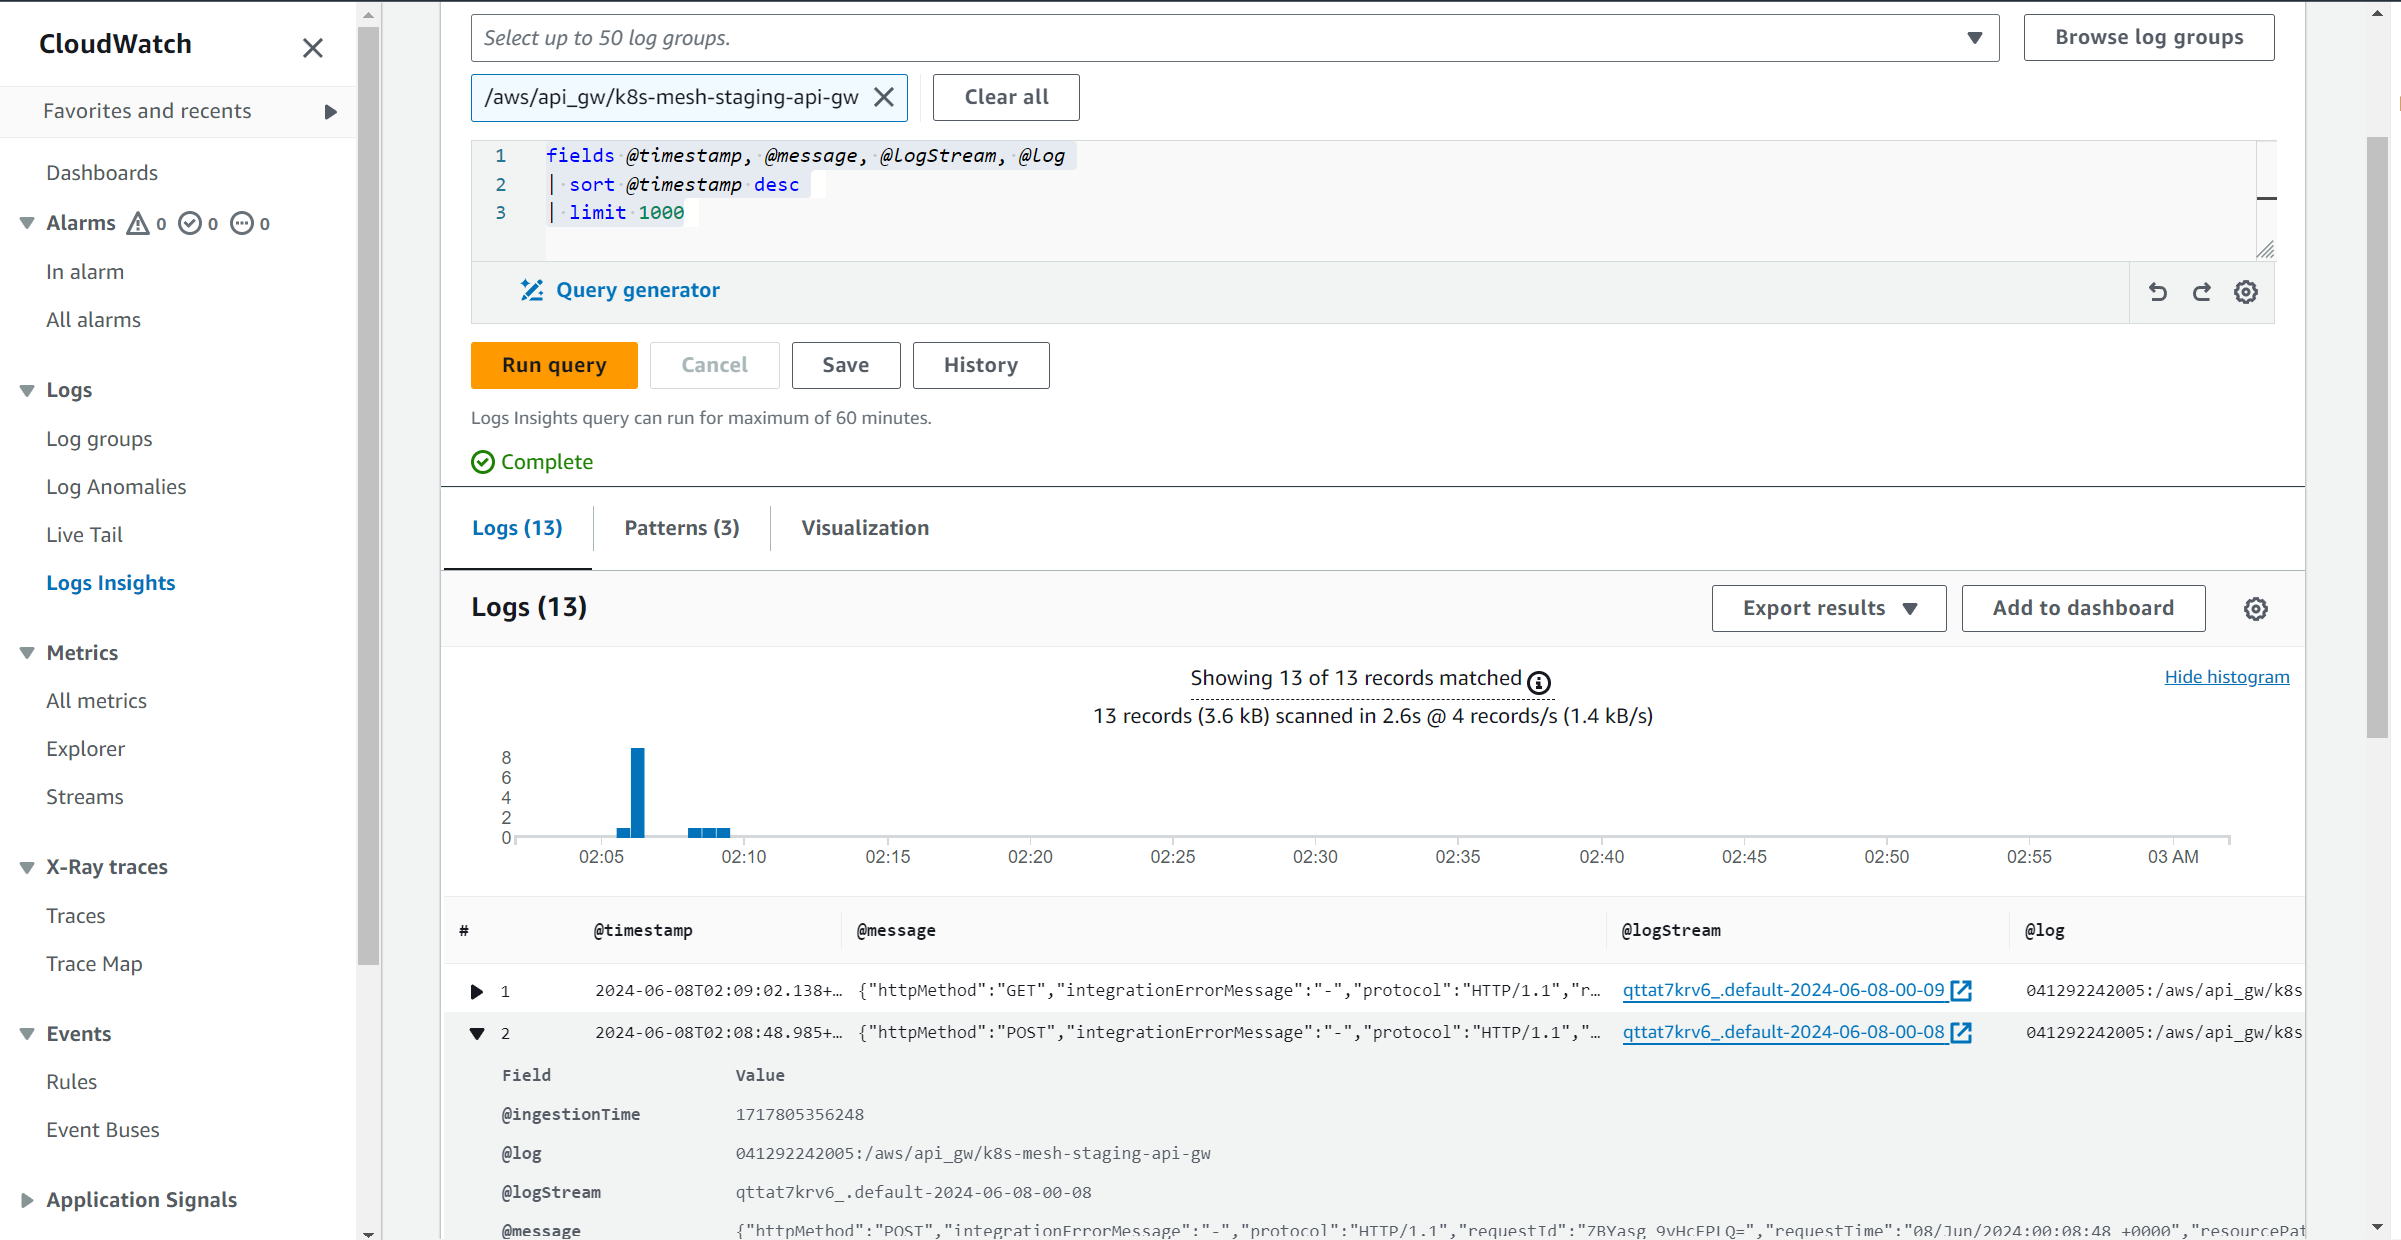 CloudWatch
Favorites and recents
Dashboards
Alarms 0 0 0
In alarm
All alarms
Logs
Log groups
Log Anomalies
Live Tail
Logs Insights
Metrics
All metrics
Explorer
Streams
X-Ray traces
Traces
Trace Map
Events
Rules
Event Buses
Application Signals
Select up to 50 log groups.
Browse log groups
/aws/api_gw/k8s-mesh-staging-api-gw
Clear all
1 fields @timestamp, @message, @logStream, @log
2 | sort @timestamp desc
3 | limit 1000
Query generator
Run query Cancel Save History
Logs Insights query can run for maximum of 60 minutes.
Complete
Logs (13) Patterns (3) Visualization
Logs (13)
Export results Add to dashboard
Showing 13 of 13 records matched
Hide histogram
13 records (3.6 kB) scanned in 2.6s @ 4 records/s (1.4 kB/s)
8
6
4
2
0
02:05 02:10 02:15 02:20 02:25 02:30 02:35 02:40 02:45 02:50 02:55 03 AM
# @timestamp @message @logStream @log
1 2024-06-08T02:09:02.138+… {"httpMethod":"GET","integrationErrorMessage":"-","protocol":"HTTP/1.1","r… qttat7krv6_.default-2024-06-08-00-09 041292242005:/aws/api_gw/k8s
2 2024-06-08T02:08:48.985+… {"httpMethod":"POST","integrationErrorMessage":"-","protocol":"HTTP/1.1","… qttat7krv6_.default-2024-06-08-00-08 041292242005:/aws/api_gw/k8s
Field Value
@ingestionTime 1717805356248
@log 041292242005:/aws/api_gw/k8s-mesh-staging-api-gw
@logStream qttat7krv6_.default-2024-06-08-00-08
@message {"httpMethod":"POST","integrationErrorMessage":"-","protocol":"HTTP/1.1","requestId":"ZBYasg_9vHcEPLQ=","requestTime":"08/Jun/2024:00:08:48 +0000","resourcePat